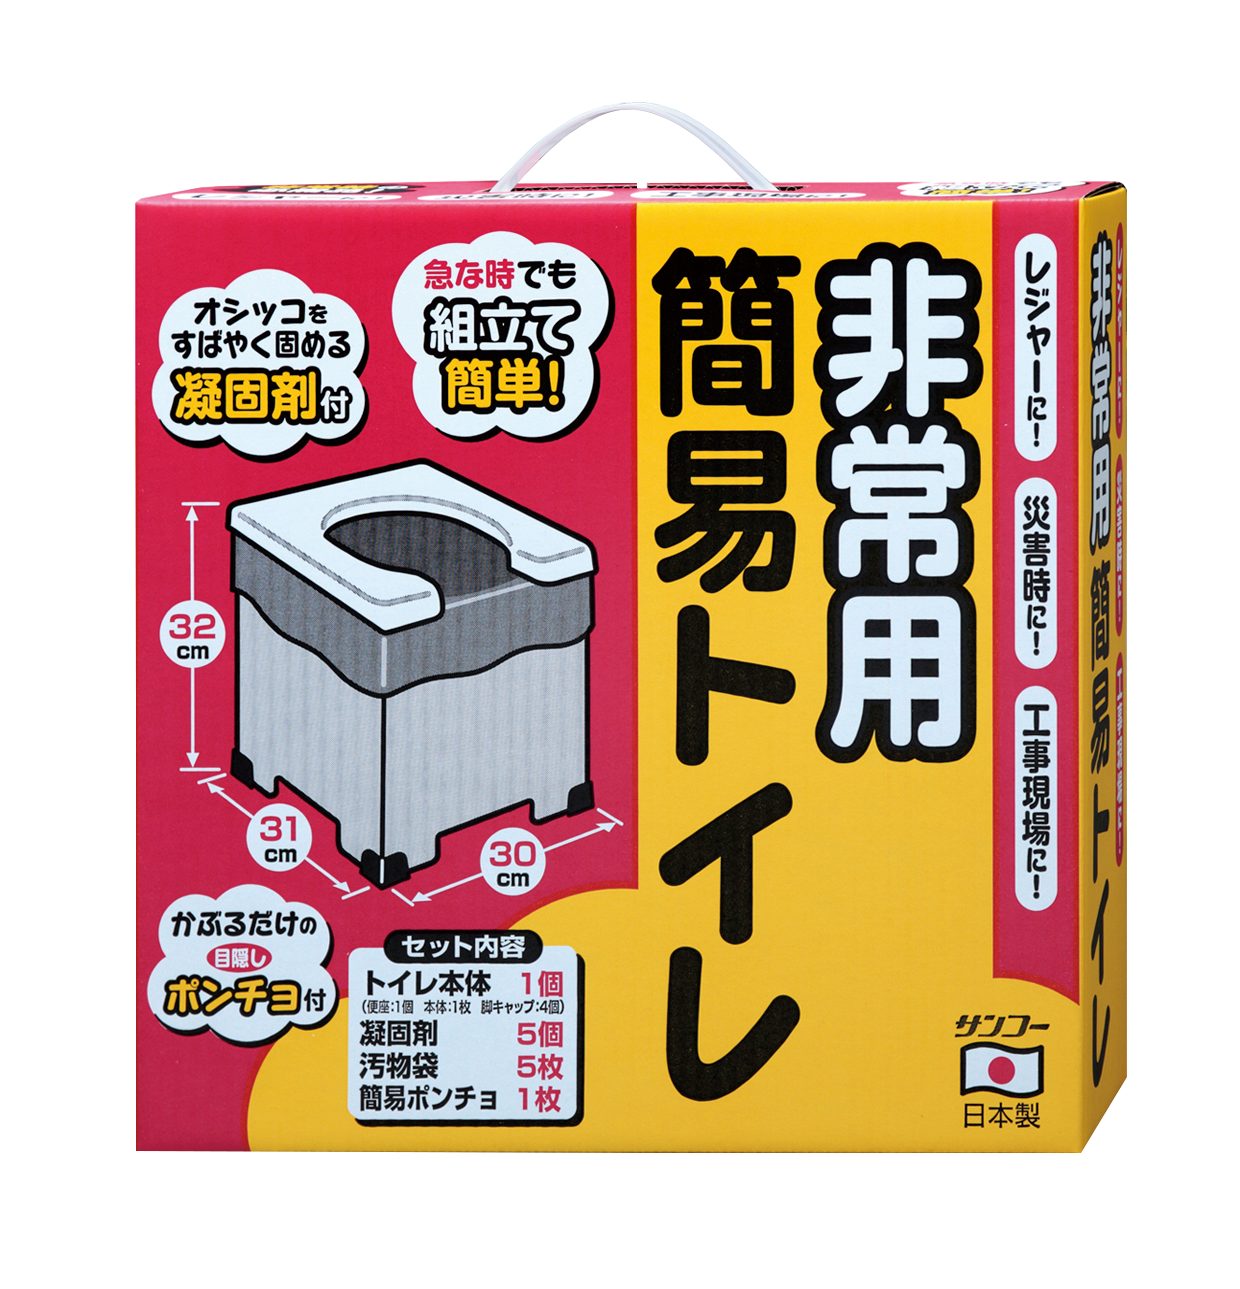 非常用
簡易トイレ
急な時でも
組立て
簡単!
オシッコを
すばやく固める
凝固剤付
32
cm
31
cm
30
cm
かぶるだけの
目隠し
ポンチョ付
セット内容
トイレ本体 1個
(便座:1個 本体:1枚 脚キャップ:4個)
凝固剤 5個
汚物袋 5枚
簡易ポンチョ 1枚
レジャーに!
災害時に!
工事現場に!
サンコー
日本製
非常用簡易トイレ